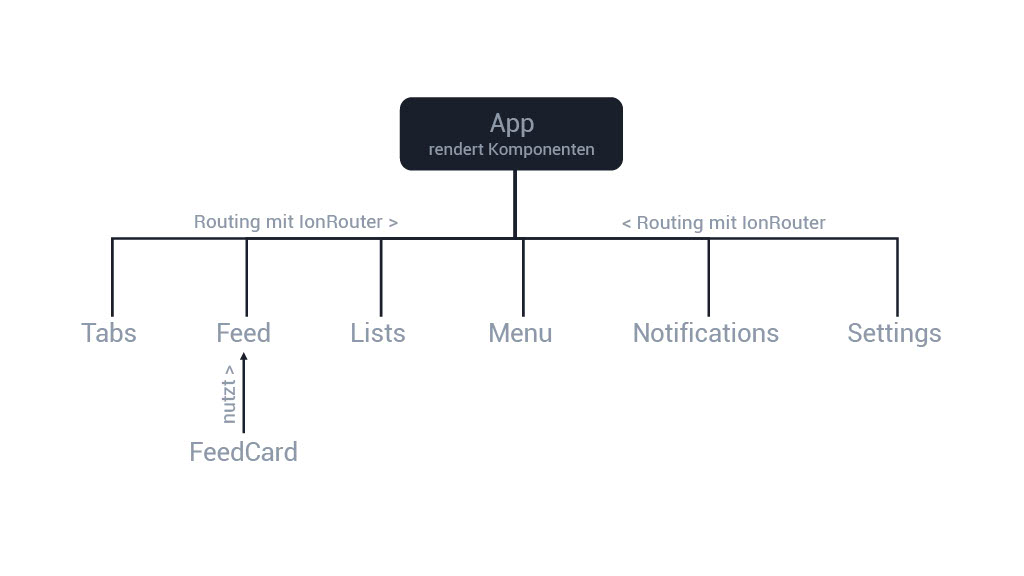 App
rendert Komponenten
Routing mit IonRouter >
< Routing mit IonRouter
Tabs
Feed
Lists
Menu
Notifications
Settings
nutzt >
FeedCard